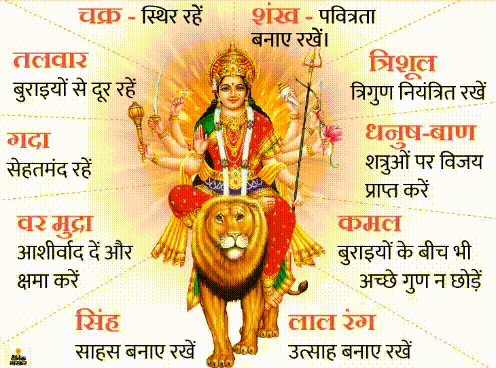 चक्र - स्थिर रहें
शंख - पवित्रता
बनाए रखें।
तलवार
बुराइयों से दूर रहें
त्रिशूल
त्रिगुण नियंत्रित रखें
गदा
सेहतमंद रहें
धनुष-बाण
शत्रुओं पर विजय
प्राप्त करें
वर मुद्रा
आशीर्वाद दें और
क्षमा करें
कमल
बुराइयों के बीच भी
अच्छे गुण न छोड़ें
सिंह
साहस बनाए रखें
लाल रंग
उत्साह बनाए रखें
दैनिक
भास्कर